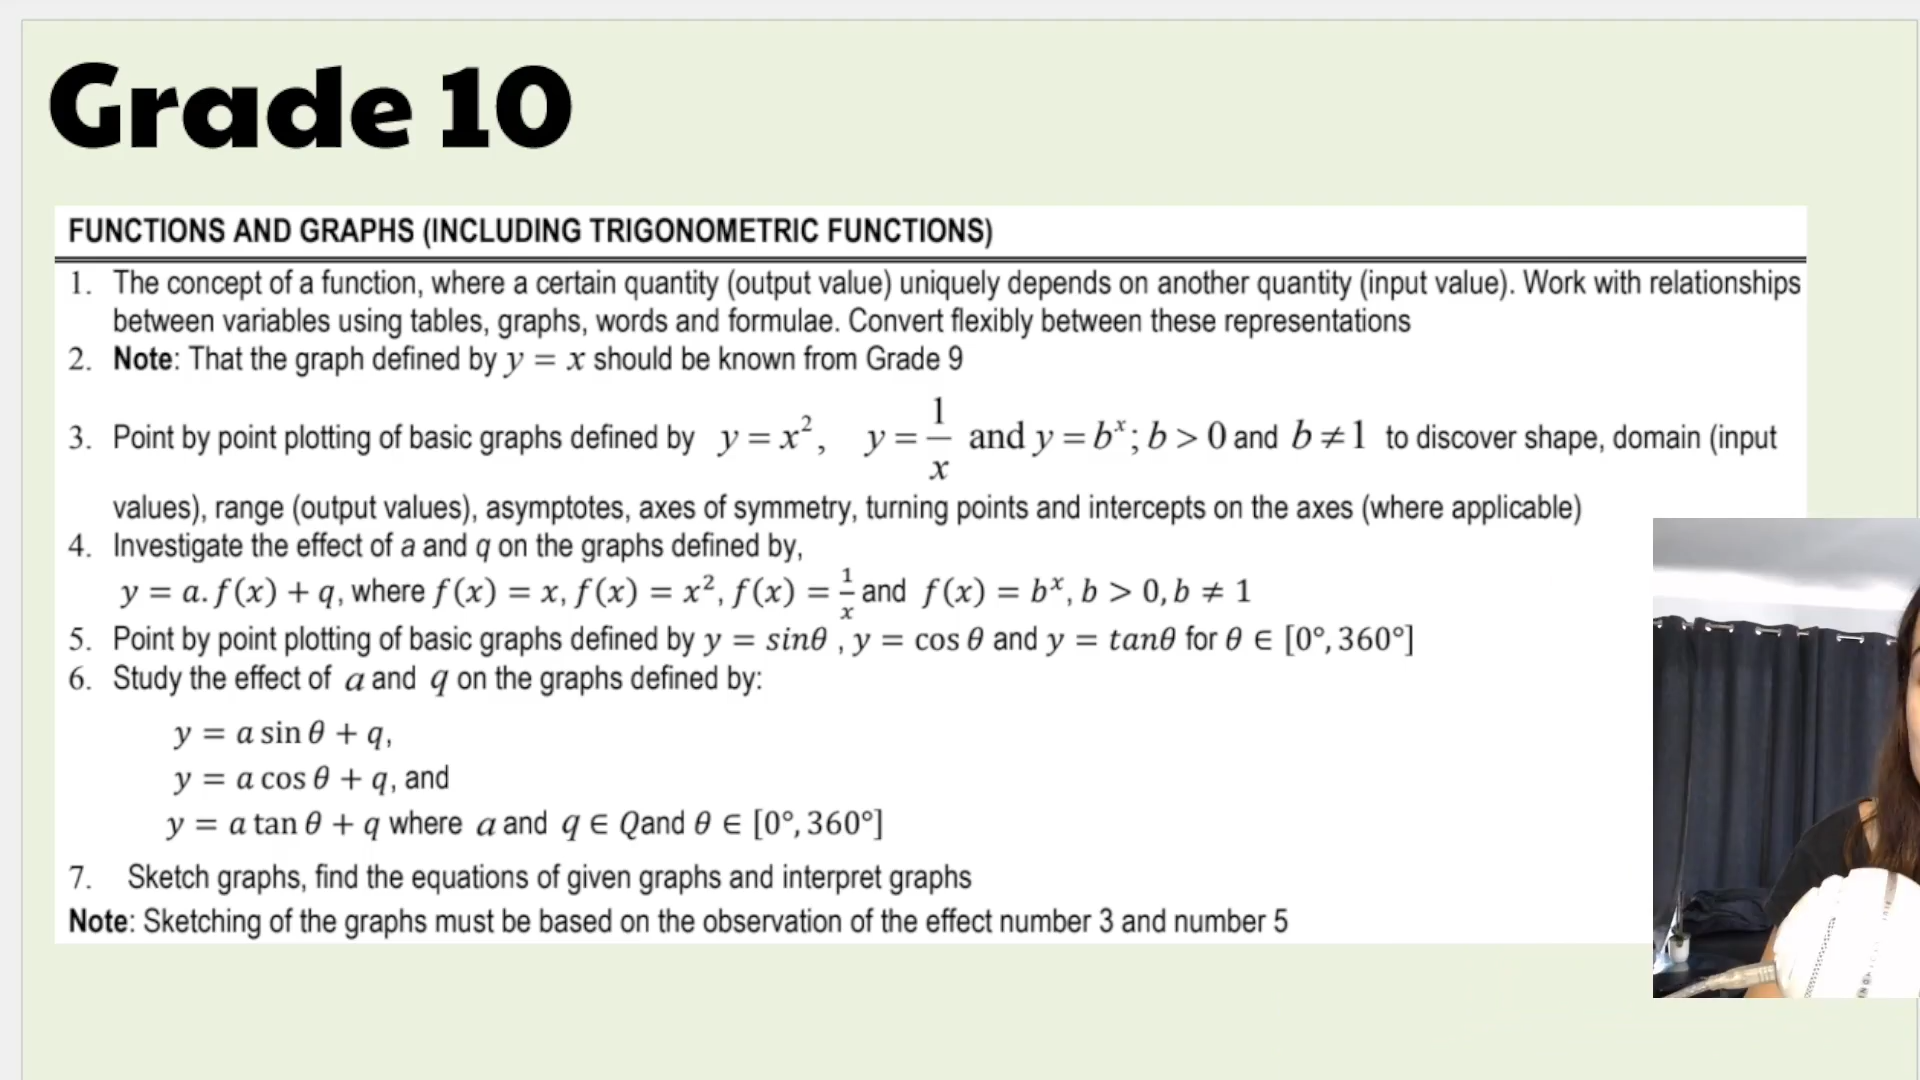 Grade 10
FUNCTIONS AND GRAPHS (INCLUDING TRIGONOMETRIC FUNCTIONS)
1. The concept of a function, where a certain quantity (output value) uniquely depends on another quantity (input value). Work with relationships
between variables using tables, graphs, words and formulae. Convert flexibly between these representations
2. Note: That the graph defined by y = x should be known from Grade 9
3. Point by point plotting of basic graphs defined by y = x², y = 1/x and y = bˣ; b > 0 and b ≠ 1 to discover shape, domain (input
values), range (output values), asymptotes, axes of symmetry, turning points and intercepts on the axes (where applicable)
4. Investigate the effect of a and q on the graphs defined by,
y = a. f(x) + q, where f(x) = x, f(x) = x², f(x) = 1/x and f(x) = bˣ, b > 0, b ≠ 1
5. Point by point plotting of basic graphs defined by y = sinθ , y = cos θ and y = tanθ for θ ∈ [0°, 360°]
6. Study the effect of a and q on the graphs defined by:
y = a sin θ + q,
y = a cos θ + q, and
y = a tan θ + q where a and q ∈ Qand θ ∈ [0°, 360°]
7. Sketch graphs, find the equations of given graphs and interpret graphs
Note: Sketching of the graphs must be based on the observation of the effect number 3 and number 5